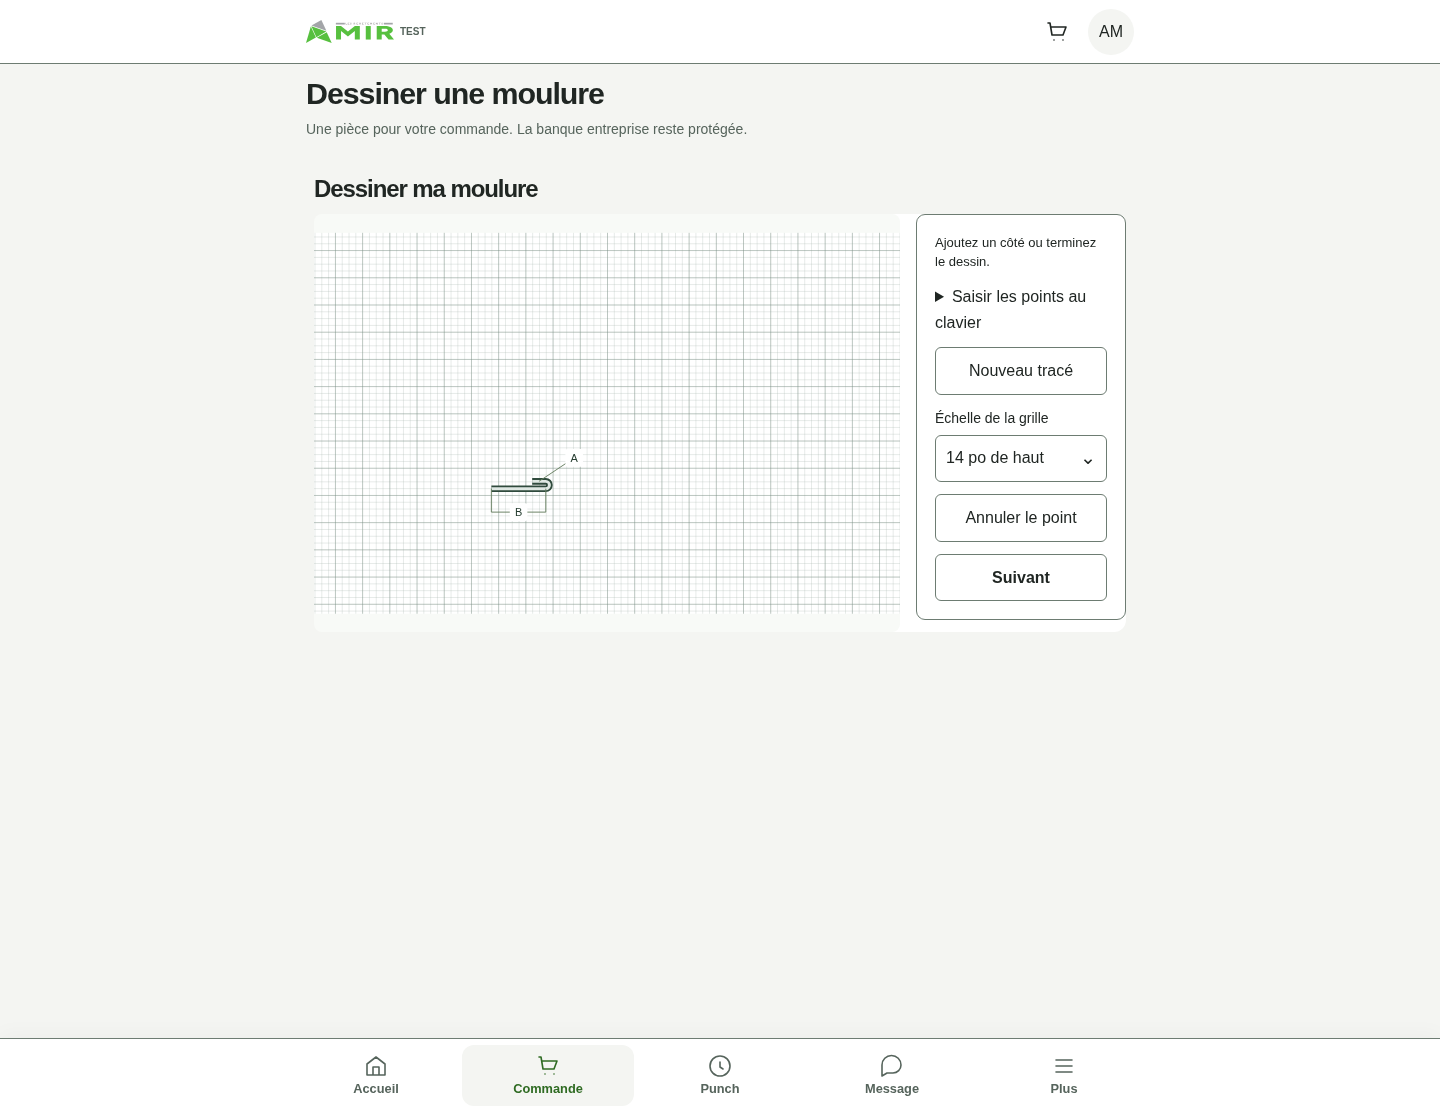 AMIR TEST
AM
Dessiner une moulure
Une pièce pour votre commande. La banque entreprise reste protégée.
Dessiner ma moulure
A
B
Ajoutez un côté ou terminez
le dessin.
Saisir les points au
clavier
Nouveau tracé
Échelle de la grille
14 po de haut
Annuler le point
Suivant
Accueil
Commande
Punch
Message
Plus